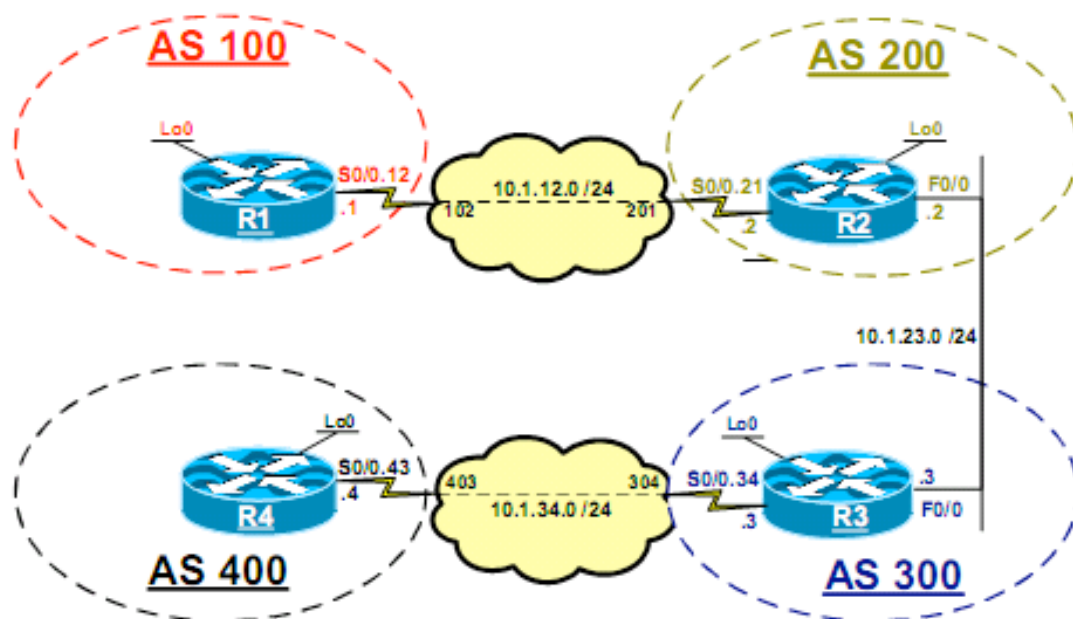 AS 100
AS 200
Lo0
Lo0
S0/0.12
10.1.12.0 /24
S0/0.21
F0/0
R1
.1
102
201
.2
R2
.2
10.1.23.0 /24
Lo0
Lo0
S0/0.43
403
304
S0/0.34
.3
R4
.4
10.1.34.0 /24
.3
R3
F0/0
AS 400
AS 300